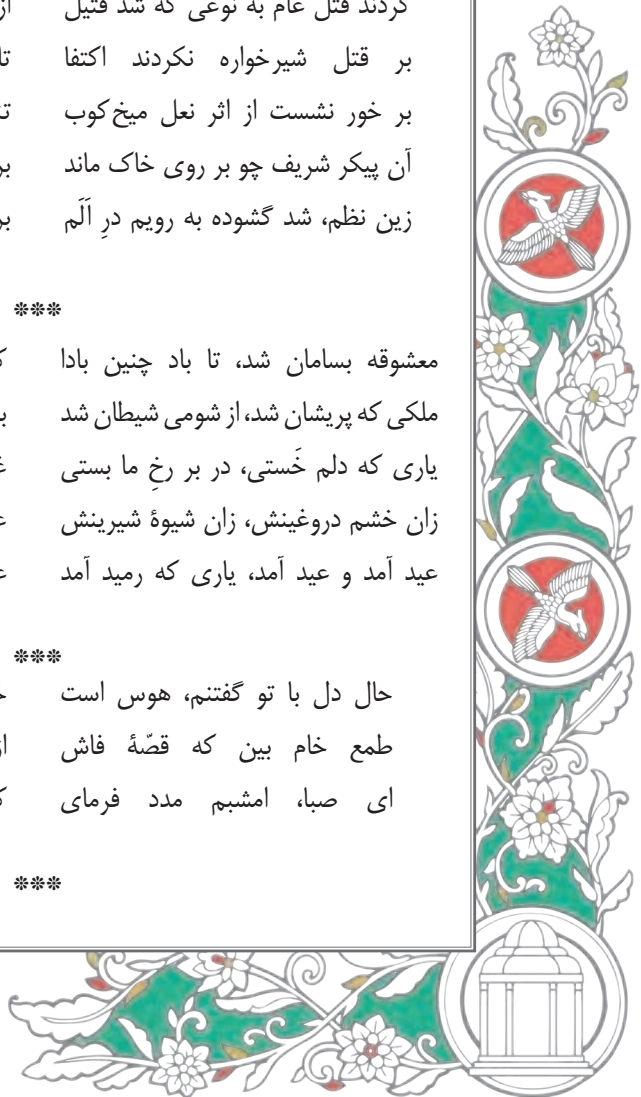 کردند قتل عام به نوعی که شد قتیل
بر قتل شیرخواره نکردند اکتفا
بر خور نشست از اثر نعل میخ‌کوب
آن پیکر شریف چو بر روی خاک ماند
زین نظم، شد گشوده به رویم درِ اَلَم
***
معشوقه بسامان شد، تا باد چنین بادا
ملکی که پریشان شد، از شومی شیطان شد
یاری که دلم خَستی، در بر رخِ ما بستی
زان خشم دروغینش، زان شیوهٔ شیرینش
عید آمد و عید آمد، یاری که رمید آمد
***
حال دل با تو گفتنم، هوس است
طمع خام بین که قصّهٔ فاش
ای صبا، امشبم مدد فرمای
***